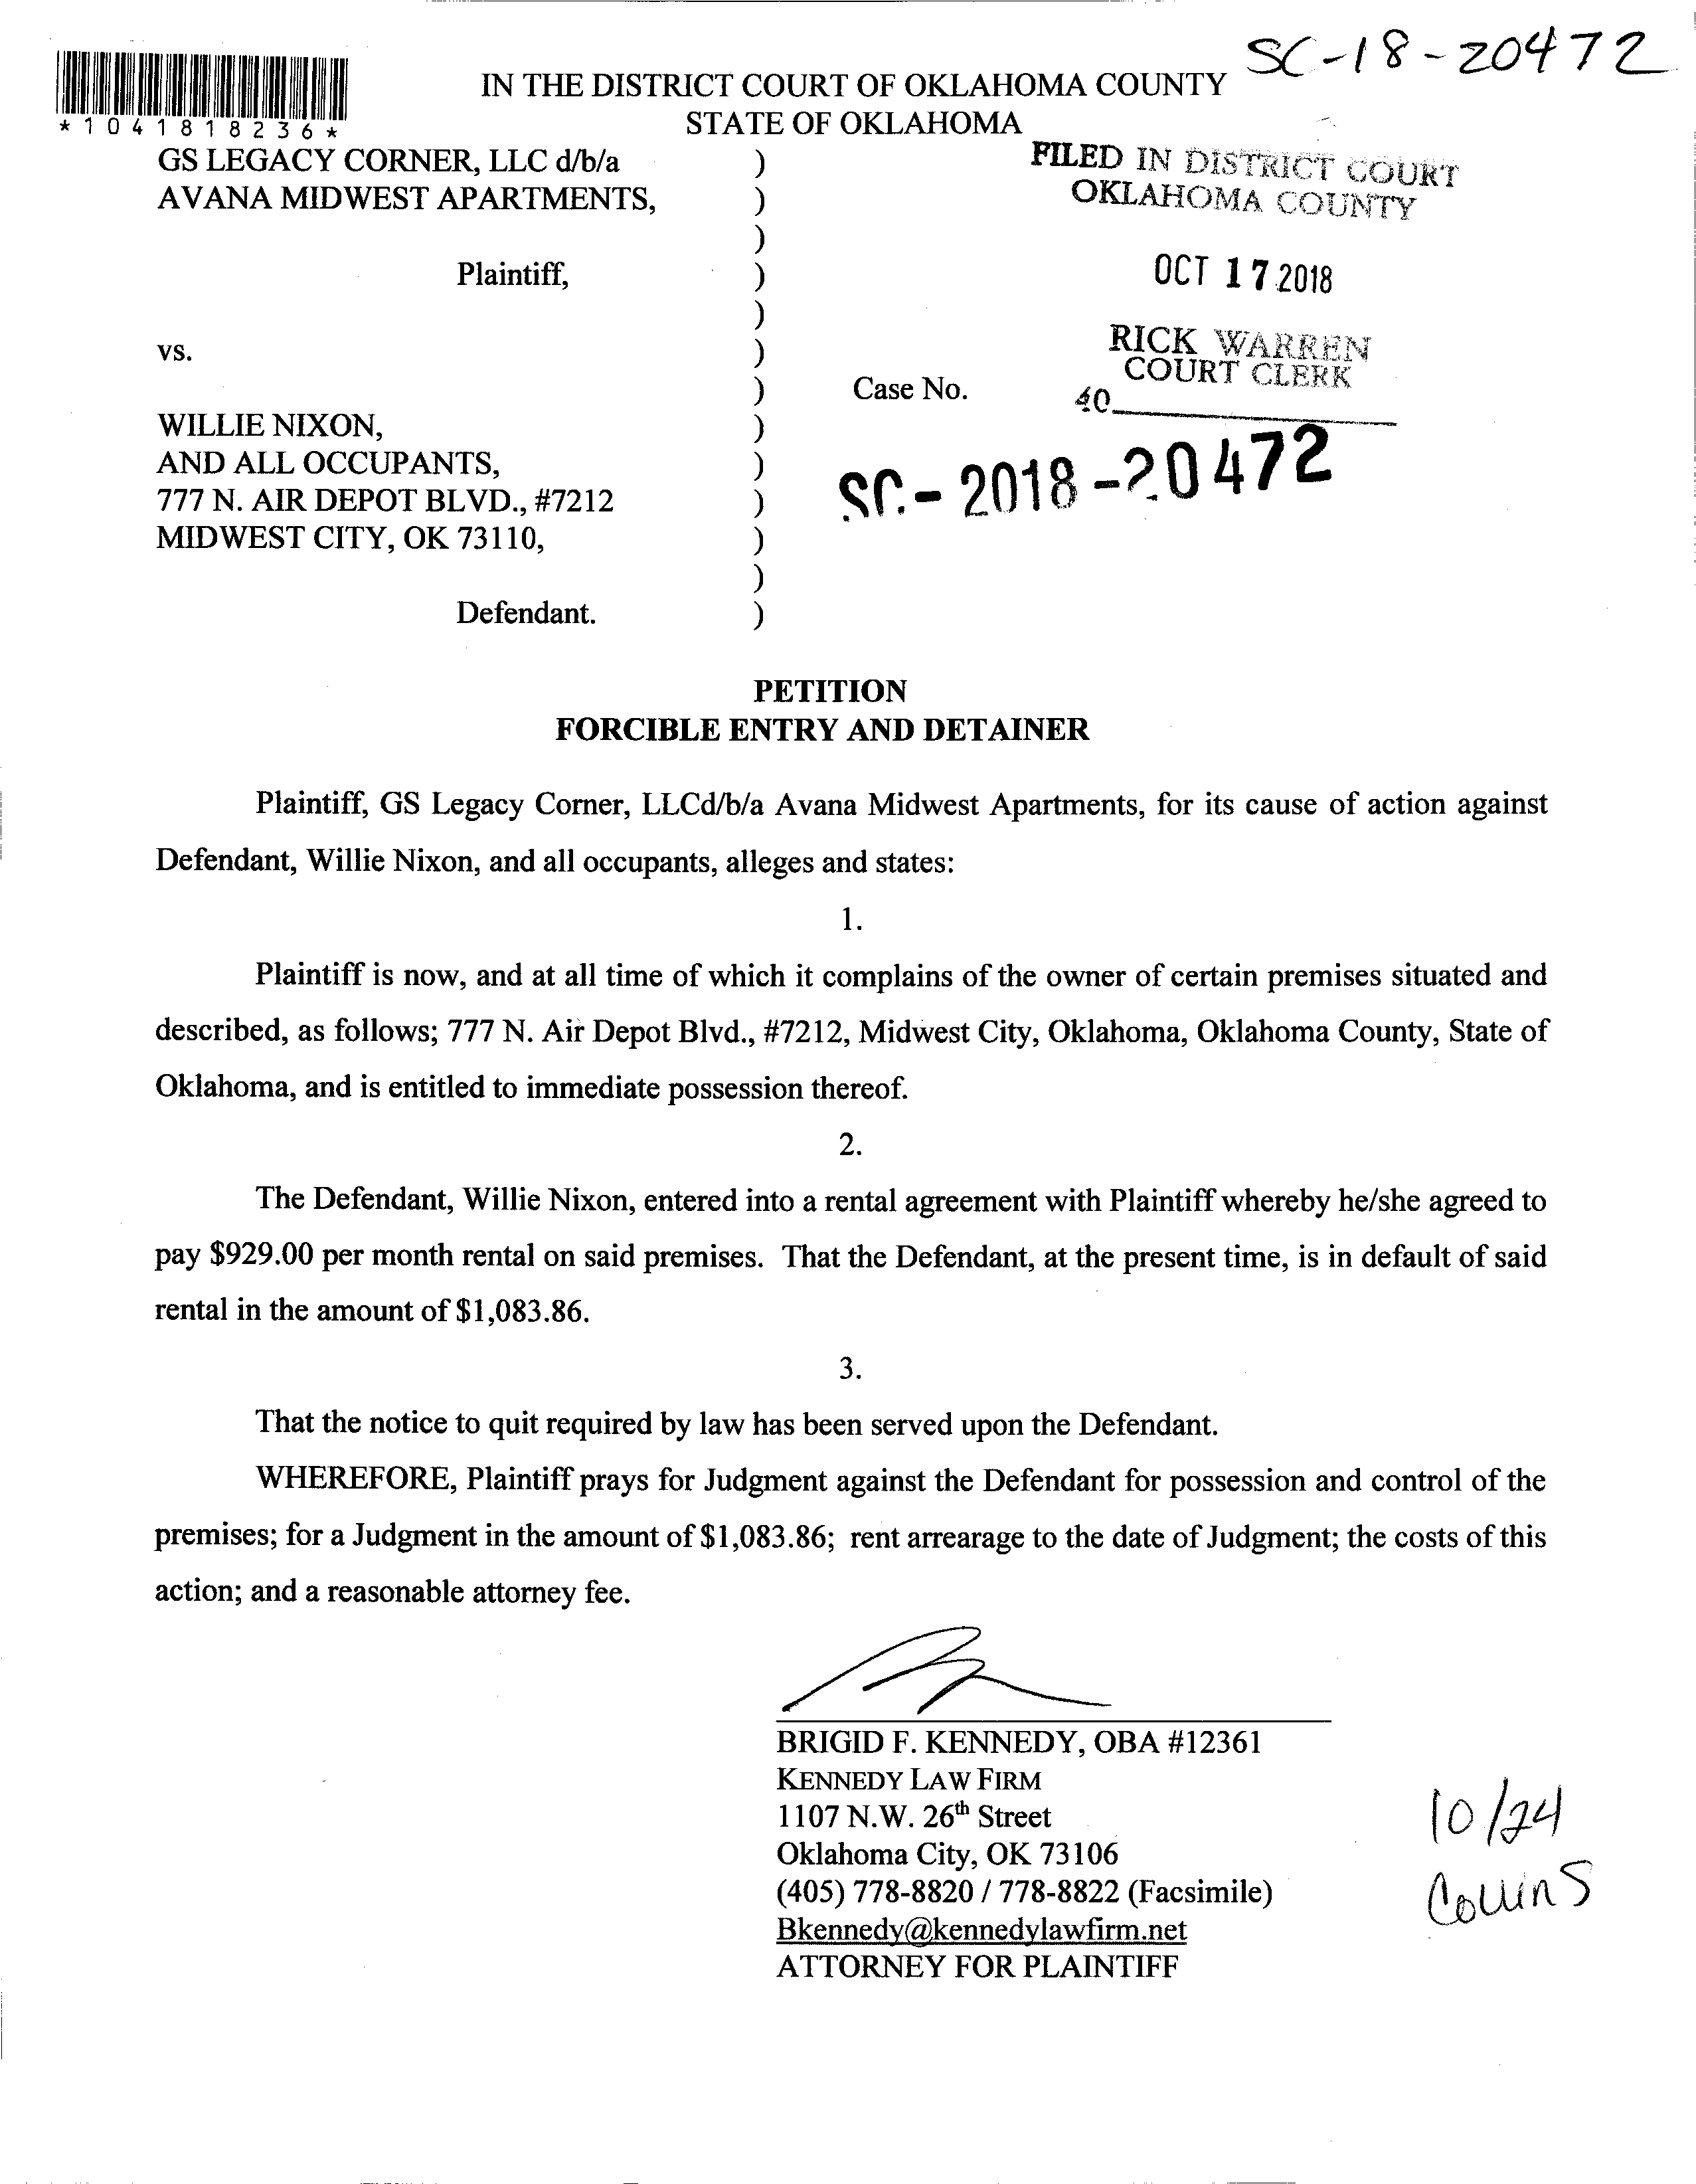 SC-18-20472
*1041818236*
IN THE DISTRICT COURT OF OKLAHOMA COUNTY
STATE OF OKLAHOMA
GS LEGACY CORNER, LLC d/b/a )
AVANA MIDWEST APARTMENTS, )
)
Plaintiff, )
)
vs. )
)
WILLIE NIXON, )
AND ALL OCCUPANTS, )
777 N. AIR DEPOT BLVD., #7212 )
MIDWEST CITY, OK 73110, )
)
Defendant. )
FILED IN DISTRICT COURT
OKLAHOMA COUNTY
OCT 17 2018
RICK WARREN
COURT CLERK
Case No.
40
SC-2018-20472
PETITION
FORCIBLE ENTRY AND DETAINER
Plaintiff, GS Legacy Corner, LLCd/b/a Avana Midwest Apartments, for its cause of action against
Defendant, Willie Nixon, and all occupants, alleges and states:
1.
Plaintiff is now, and at all time of which it complains of the owner of certain premises situated and
described, as follows; 777 N. Air Depot Blvd., #7212, Midwest City, Oklahoma, Oklahoma County, State of
Oklahoma, and is entitled to immediate possession thereof.
2.
The Defendant, Willie Nixon, entered into a rental agreement with Plaintiff whereby he/she agreed to
pay $929.00 per month rental on said premises. That the Defendant, at the present time, is in default of said
rental in the amount of $1,083.86.
3.
That the notice to quit required by law has been served upon the Defendant.
WHEREFORE, Plaintiff prays for Judgment against the Defendant for possession and control of the
premises; for a Judgment in the amount of $1,083.86; rent arrearage to the date of Judgment; the costs of this
action; and a reasonable attorney fee.
BRIGID F. KENNEDY, OBA #12361
KENNEDY LAW FIRM
1107 N.W. 26th Street
Oklahoma City, OK 73106
(405) 778-8820 / 778-8822 (Facsimile)
Bkennedy@kennedylawfirm.net
ATTORNEY FOR PLAINTIFF
10/24
Collins